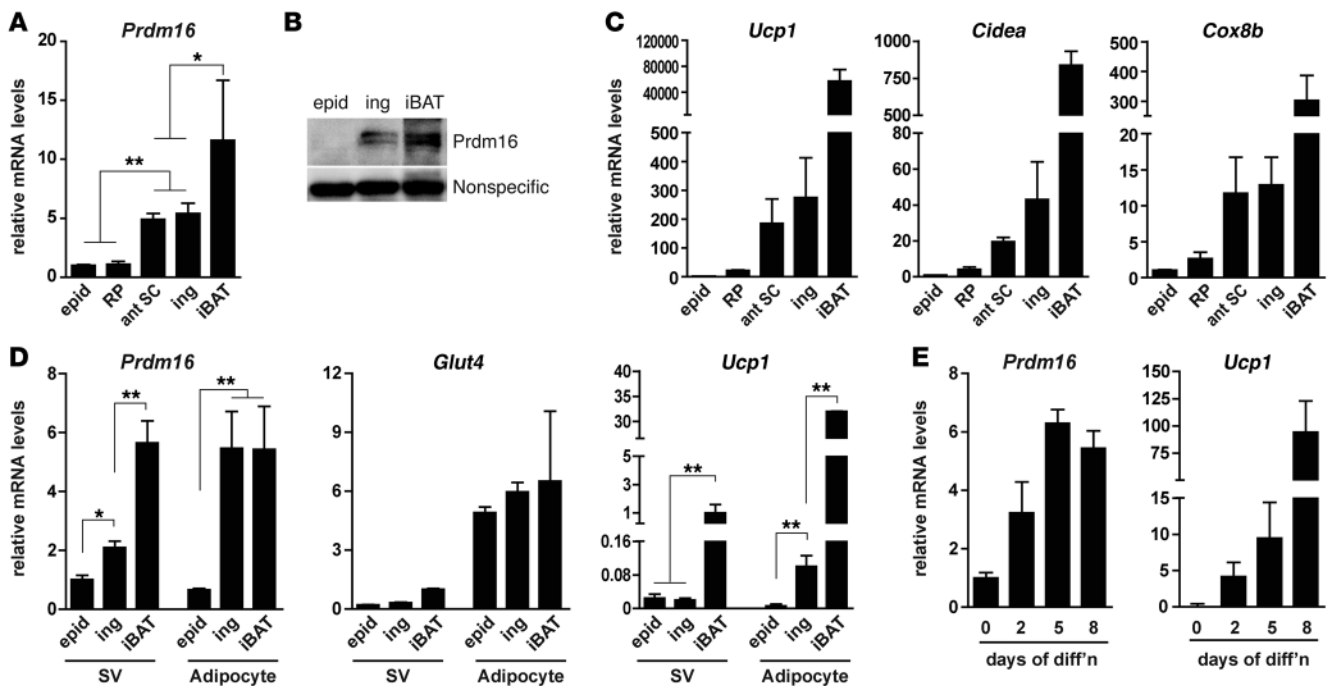 A
Prdm16
relative mRNA levels
20
15
10
5
0
*
**
epid
RP
ant SC
ing
iBAT
B
epid ing iBAT
Prdm16
Nonspecific
C
Ucp1
120000
80000
40000
500
400
300
200
100
0
epid
RP
ant SC
ing
iBAT
Cidea
1000
750
500
80
60
40
20
0
epid
RP
ant SC
ing
iBAT
Cox8b
500
400
300
200
20
15
10
5
0
epid
RP
ant SC
ing
iBAT
D
Prdm16
relative mRNA levels
8
6
4
2
0
*
**
**
epid
ing
iBAT
epid
ing
iBAT
SV Adipocyte
Glut4
12
9
6
3
0
epid
ing
iBAT
epid
ing
iBAT
SV Adipocyte
Ucp1
40
35
30
5
3
1
0.16
0.08
0
**
**
**
epid
ing
iBAT
epid
ing
iBAT
SV Adipocyte
E
Prdm16
relative mRNA levels
8
6
4
2
0
0 2 5 8
days of diff'n
Ucp1
150
125
100
75
15
10
5
0
0 2 5 8
days of diff'n